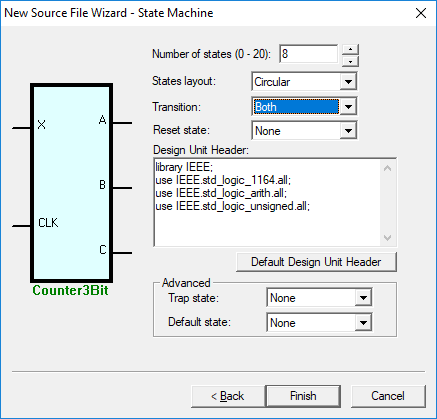 New Source File Wizard - State Machine
Number of states (0 - 20): 8
States layout: Circular
Transition: Both
Reset state: None
Design Unit Header:
library IEEE;
use IEEE.std_logic_1164.all;
use IEEE.std_logic_arith.all;
use IEEE.std_logic_unsigned.all;
Default Design Unit Header
Advanced
Trap state: None
Default state: None
X
A
B
CLK
C
Counter3Bit
< Back Finish Cancel